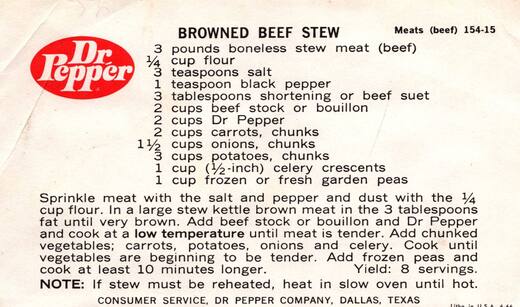 BROWNED BEEF STEW
Meats (beef) 154-15
Dr
Pepper
3 pounds boneless stew meat (beef)
¼ cup flour
3 teaspoons salt
1 teaspoon black pepper
3 tablespoons shortening or beef suet
2 cups beef stock or bouillon
2 cups Dr Pepper
2 cups carrots, chunks
1½ cups onions, chunks
3 cups potatoes, chunks
1 cup (½-inch) celery crescents
1 cup frozen or fresh garden peas
Sprinkle meat with the salt and pepper and dust with the ¼
cup flour. In a large stew kettle brown meat in the 3 tablespoons
fat until very brown. Add beef stock or bouillon and Dr Pepper
and cook at a low temperature until meat is tender. Add chunked
vegetables; carrots, potatoes, onions and celery. Cook until
vegetables are beginning to be tender. Add frozen peas and
cook at least 10 minutes longer. Yield: 8 servings.
NOTE: If stew must be reheated, heat in slow oven until hot.
CONSUMER SERVICE, DR PEPPER COMPANY, DALLAS, TEXAS
Litho in U.S.A.